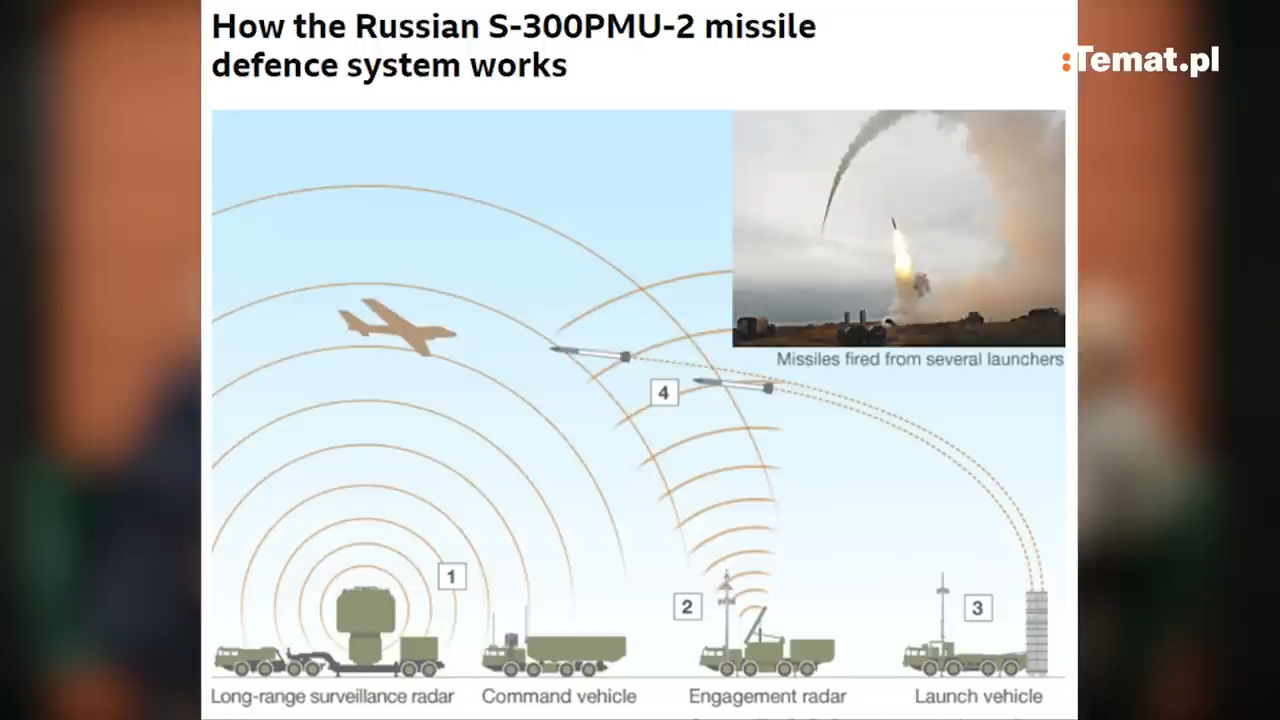 How the Russian S-300PMU-2 missile
defence system works
:Temat.pl
Missiles fired from several launchers
4
1
2
3
Long-range surveillance radar
Command vehicle
Engagement radar
Launch vehicle